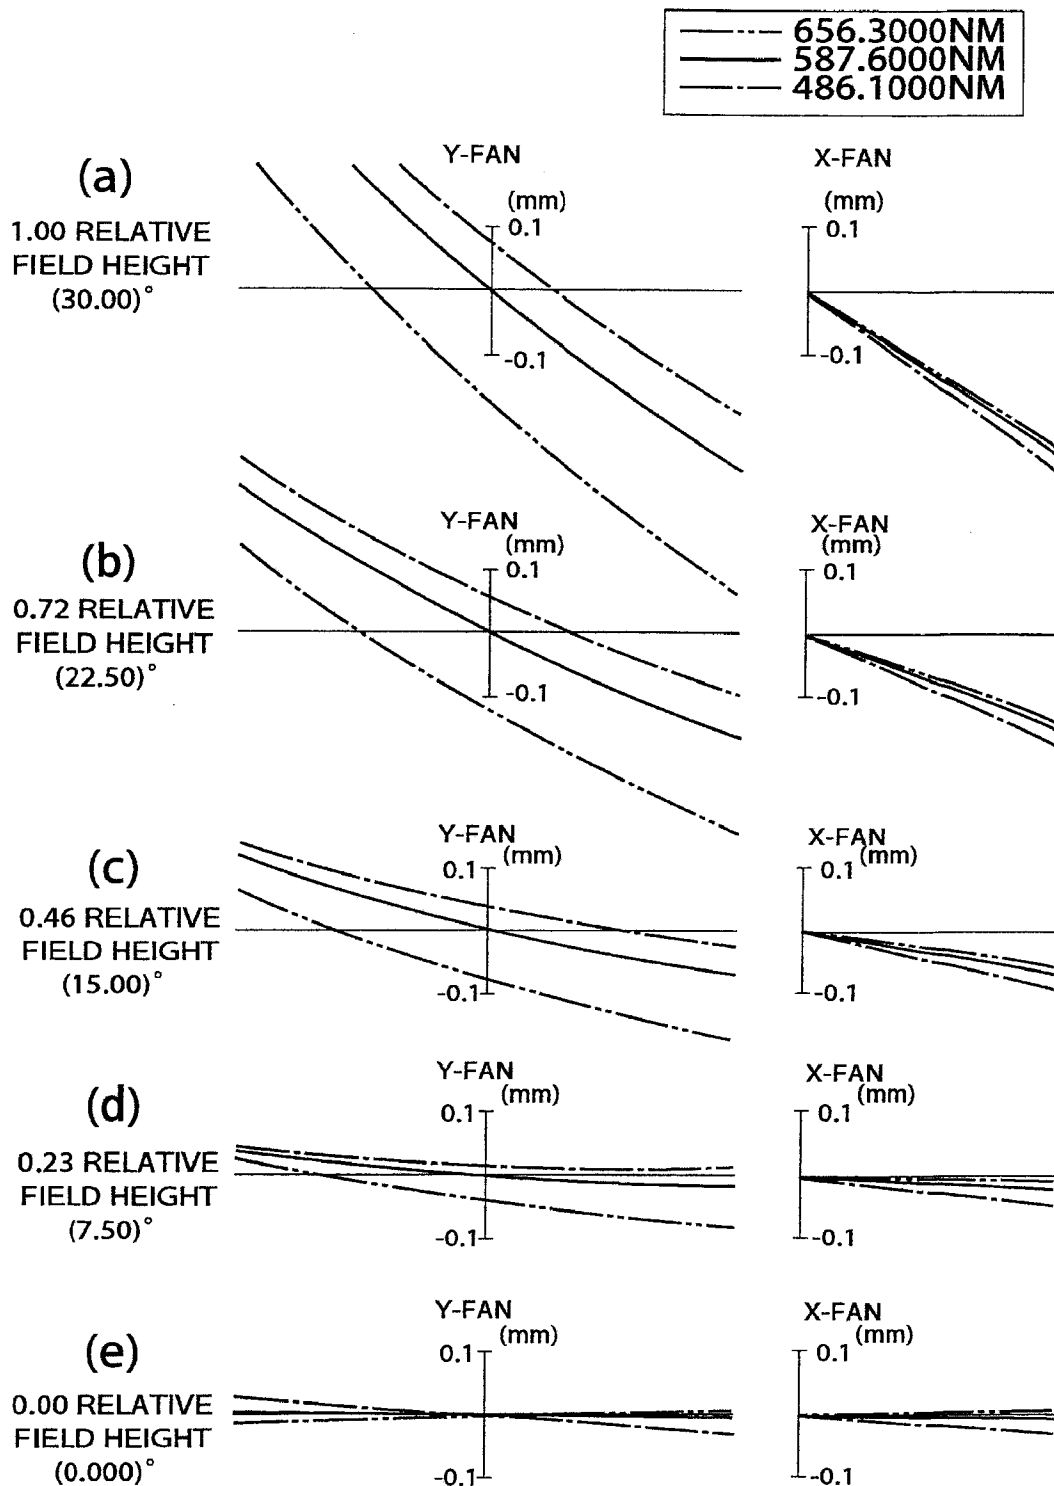 656.3000NM
587.6000NM
486.1000NM
(a)
1.00 RELATIVE
FIELD HEIGHT
(30.00)°
Y-FAN
(mm)
0.1
-0.1
X-FAN
(mm)
0.1
-0.1
(b)
0.72 RELATIVE
FIELD HEIGHT
(22.50)°
Y-FAN
(mm)
0.1
-0.1
X-FAN
(mm)
0.1
-0.1
(c)
0.46 RELATIVE
FIELD HEIGHT
(15.00)°
Y-FAN
(mm)
0.1
-0.1
X-FAN
(mm)
0.1
-0.1
(d)
0.23 RELATIVE
FIELD HEIGHT
(7.50)°
Y-FAN
(mm)
0.1
-0.1
X-FAN
(mm)
0.1
-0.1
(e)
0.00 RELATIVE
FIELD HEIGHT
(0.000)°
Y-FAN
(mm)
0.1
-0.1
X-FAN
(mm)
0.1
-0.1